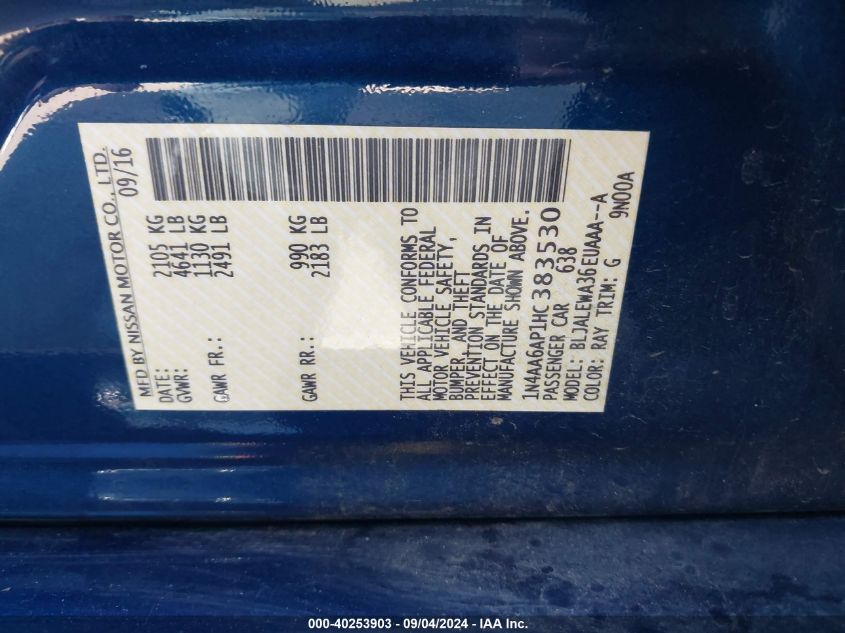 MFD BY NISSAN MOTOR CO., LTD.
DATE: 09/16
GVWR: 2105 KG
4641 LB
GAWR FR.: 1130 KG
2491 LB
GAWR RR.: 990 KG
2183 LB
THIS VEHICLE CONFORMS TO
ALL APPLICABLE FEDERAL
MOTOR VEHICLE SAFETY,
BUMPER, AND THEFT
PREVENTION STANDARDS IN
EFFECT ON THE DATE OF
MANUFACTURE SHOWN ABOVE.
1N4AA6AP1HC383530
PASSENGER CAR 638
MODEL: BLJALEWA36EUAAA--A
COLOR: RAY TRIM: G 9N00A
000-40253903 - 09/04/2024 - IAA Inc.